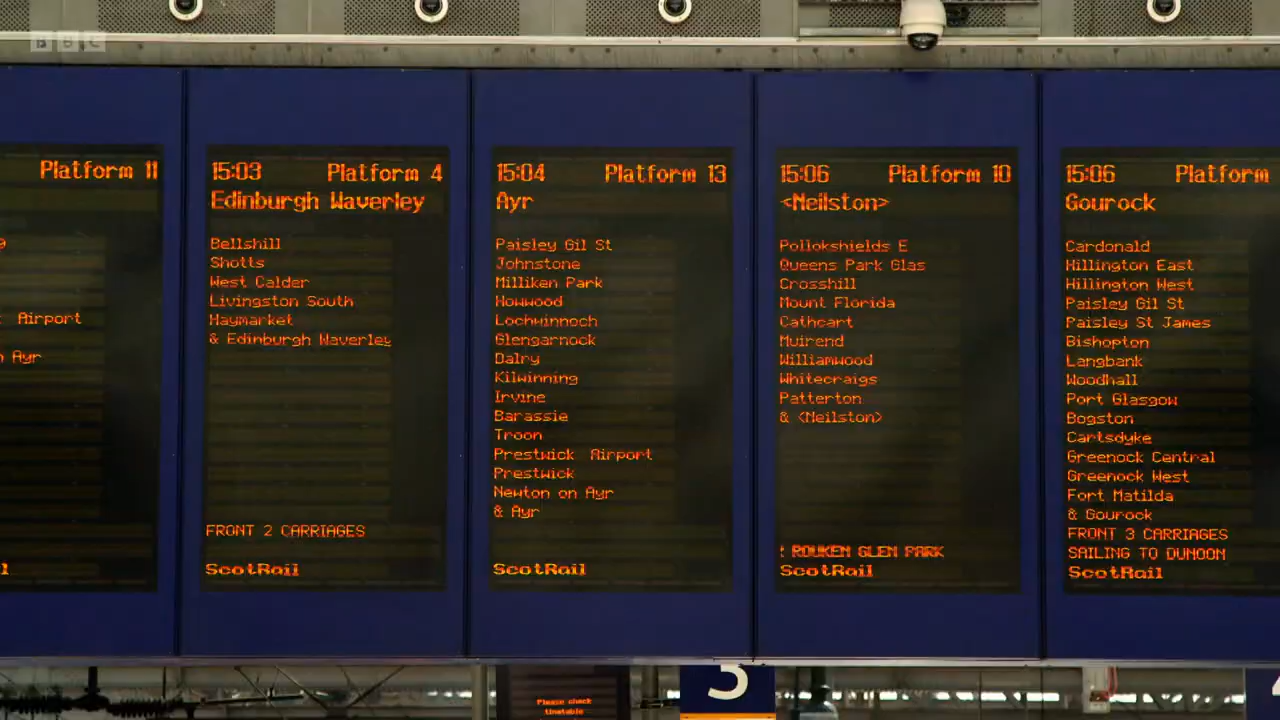 BBC
Platform 11
Airport
Ayr
15:03 Platform 4
Edinburgh Waverley
Bellshill
Shotts
West Calder
Livingston South
Haymarket
& Edinburgh Waverley
FRONT 2 CARRIAGES
ScotRail
15:04 Platform 13
Ayr
Paisley Gil St
Johnstone
Milliken Park
Howwood
Lochwinnoch
Glengarnock
Dalry
Kilwinning
Irvine
Barassie
Troon
Prestwick Airport
Prestwick
Newton on Ayr
& Ayr
ScotRail
15:06 Platform 10
<Neilston>
Pollokshields E
Queens Park Glas
Crosshill
Mount Florida
Cathcart
Muirend
Williamwood
Whitecraigs
Patterton
& <Neilston>
ROUKEN GLEN PARK
ScotRail
15:06 Platform
Gourock
Cardonald
Hillington East
Hillington West
Paisley Gil St
Paisley St James
Bishopton
Langbank
Woodhall
Port Glasgow
Bogston
Cartsdyke
Greenock Central
Greenock West
Fort Matilda
& Gourock
FRONT 3 CARRIAGES
SAILING TO DUNOON
ScotRail
Please check
timetable